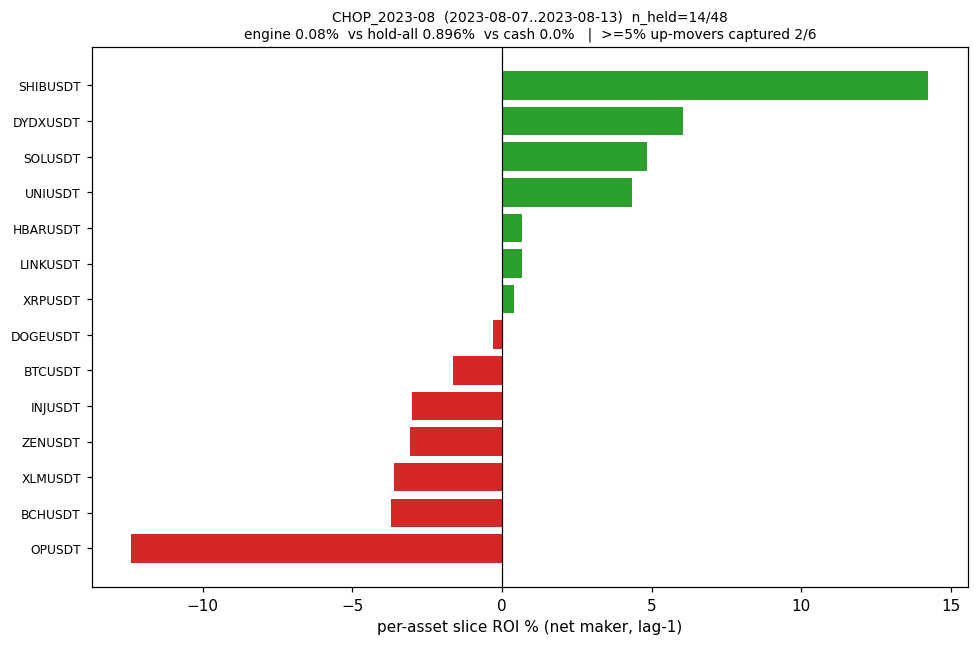 CHOP_2023-08  (2023-08-07..2023-08-13)  n_held=14/48
engine 0.08%  vs hold-all 0.896%  vs cash 0.0%   |  >=5% up-movers captured 2/6
SHIBUSDT
DYDXUSDT
SOLUSDT
UNIUSDT
HBARUSDT
LINKUSDT
XRPUSDT
DOGEUSDT
BTCUSDT
INJUSDT
ZENUSDT
XLMUSDT
BCHUSDT
OPUSDT
−10 −5 0 5 10 15
per-asset slice ROI % (net maker, lag-1)